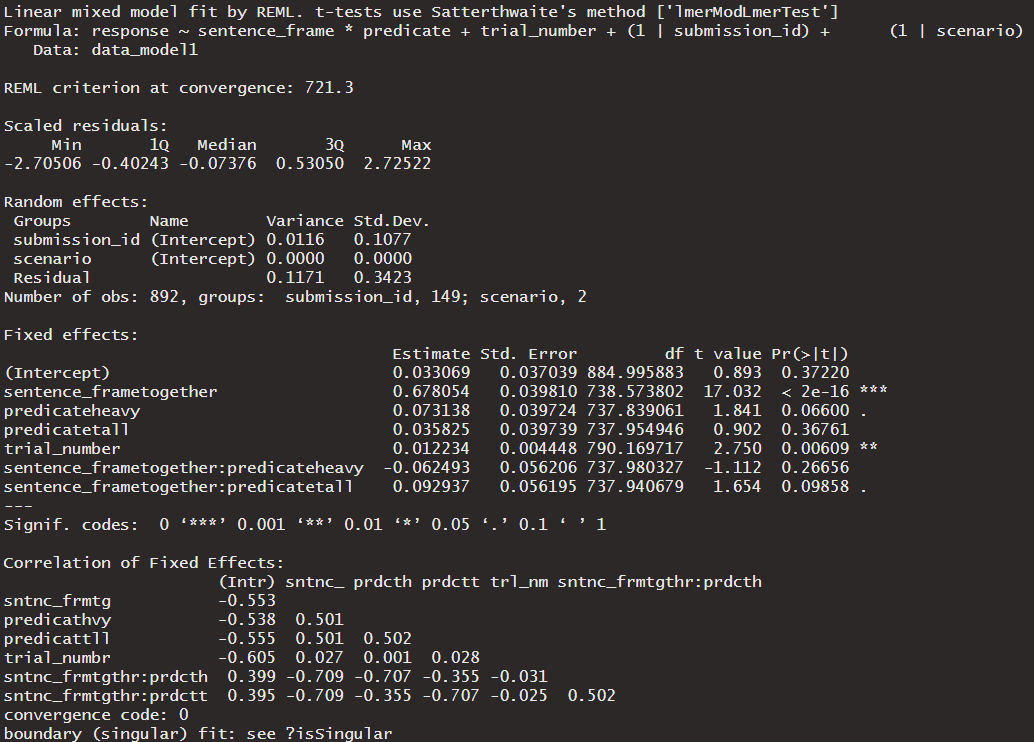 Linear mixed model fit by REML. t-tests use Satterthwaite's method ['lmerModLmerTest']
Formula: response ~ sentence_frame * predicate + trial_number + (1 | submission_id) +      (1 | scenario)
   Data: data_model1

REML criterion at convergence: 721.3

Scaled residuals:
     Min       1Q   Median       3Q      Max
-2.70506 -0.40243 -0.07376  0.53050  2.72522

Random effects:
 Groups        Name        Variance Std.Dev.
 submission_id (Intercept) 0.0116   0.1077
 scenario      (Intercept) 0.0000   0.0000
 Residual                  0.1171   0.3423
Number of obs: 892, groups:  submission_id, 149; scenario, 2

Fixed effects:
                                         Estimate Std. Error         df t value Pr(>|t|)
(Intercept)                              0.033069   0.037039 884.995883   0.893  0.37220
sentence_frametogether                   0.678054   0.039810 738.573802  17.032  < 2e-16 ***
predicateheavy                           0.073138   0.039724 737.839061   1.841  0.06600 .
predicatetall                            0.035825   0.039739 737.954946   0.902  0.36761
trial_number                             0.012234   0.004448 790.169717   2.750  0.00609 **
sentence_frametogether:predicateheavy   -0.062493   0.056206 737.980327  -1.112  0.26656
sentence_frametogether:predicatetall     0.092937   0.056195 737.940679   1.654  0.09858 .
---
Signif. codes:  0 ‘***’ 0.001 ‘**’ 0.01 ‘*’ 0.05 ‘.’ 0.1 ‘ ’ 1

Correlation of Fixed Effects:
                       (Intr) sntnc_ prdcth prdctt trl_nm sntnc_frmtgthr:prdcth
sntnc_frmtg            -0.553
predicathvy            -0.538  0.501
predicattll            -0.555  0.501  0.502
trial_numbr            -0.605  0.027  0.001  0.028
sntnc_frmtgthr:prdcth   0.399 -0.709 -0.707 -0.355 -0.031
sntnc_frmtgthr:prdctt   0.395 -0.709 -0.355 -0.707 -0.025  0.502
convergence code: 0
boundary (singular) fit: see ?isSingular